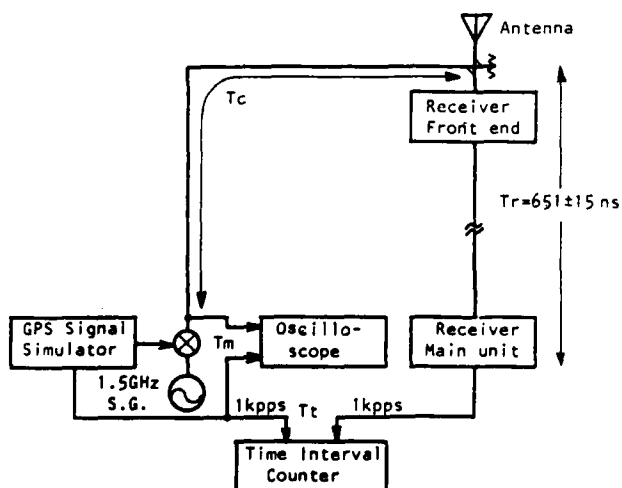 Antenna
Tc
Receiver
Front end
Tr=651±15 ns
GPS Signal
Simulator
Tm
Oscillo-
scope
Receiver
Main unit
1.5GHz
S.G.
1kpps
Tt
1kpps
Time Interval
Counter